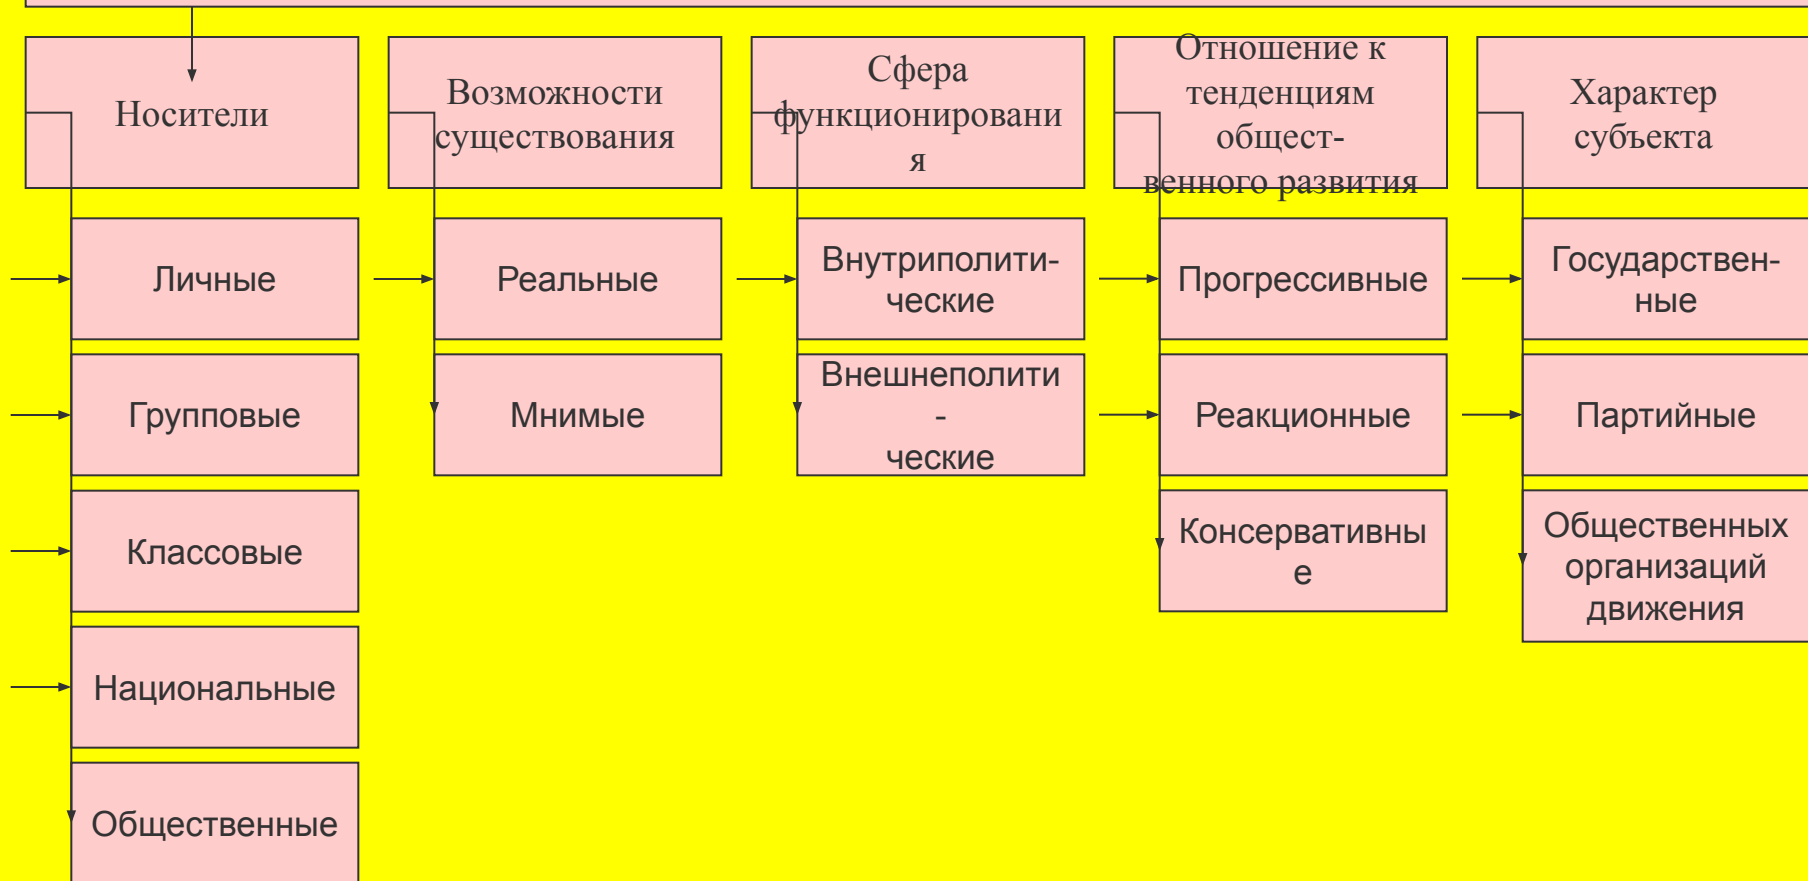 Носители
Возможности
существования
Сфера
функционировани
я
Отношение к
тенденциям
общест-
венного развития
Характер
субъекта
Личные
Групповые
Классовые
Национальные
Общественные
Реальные
Мнимые
Внутриполити-
ческие
Внешнеполити
-
ческие
Прогрессивные
Реакционные
Консервативны
е
Государствен-
ные
Партийные
Общественных
организаций
движения